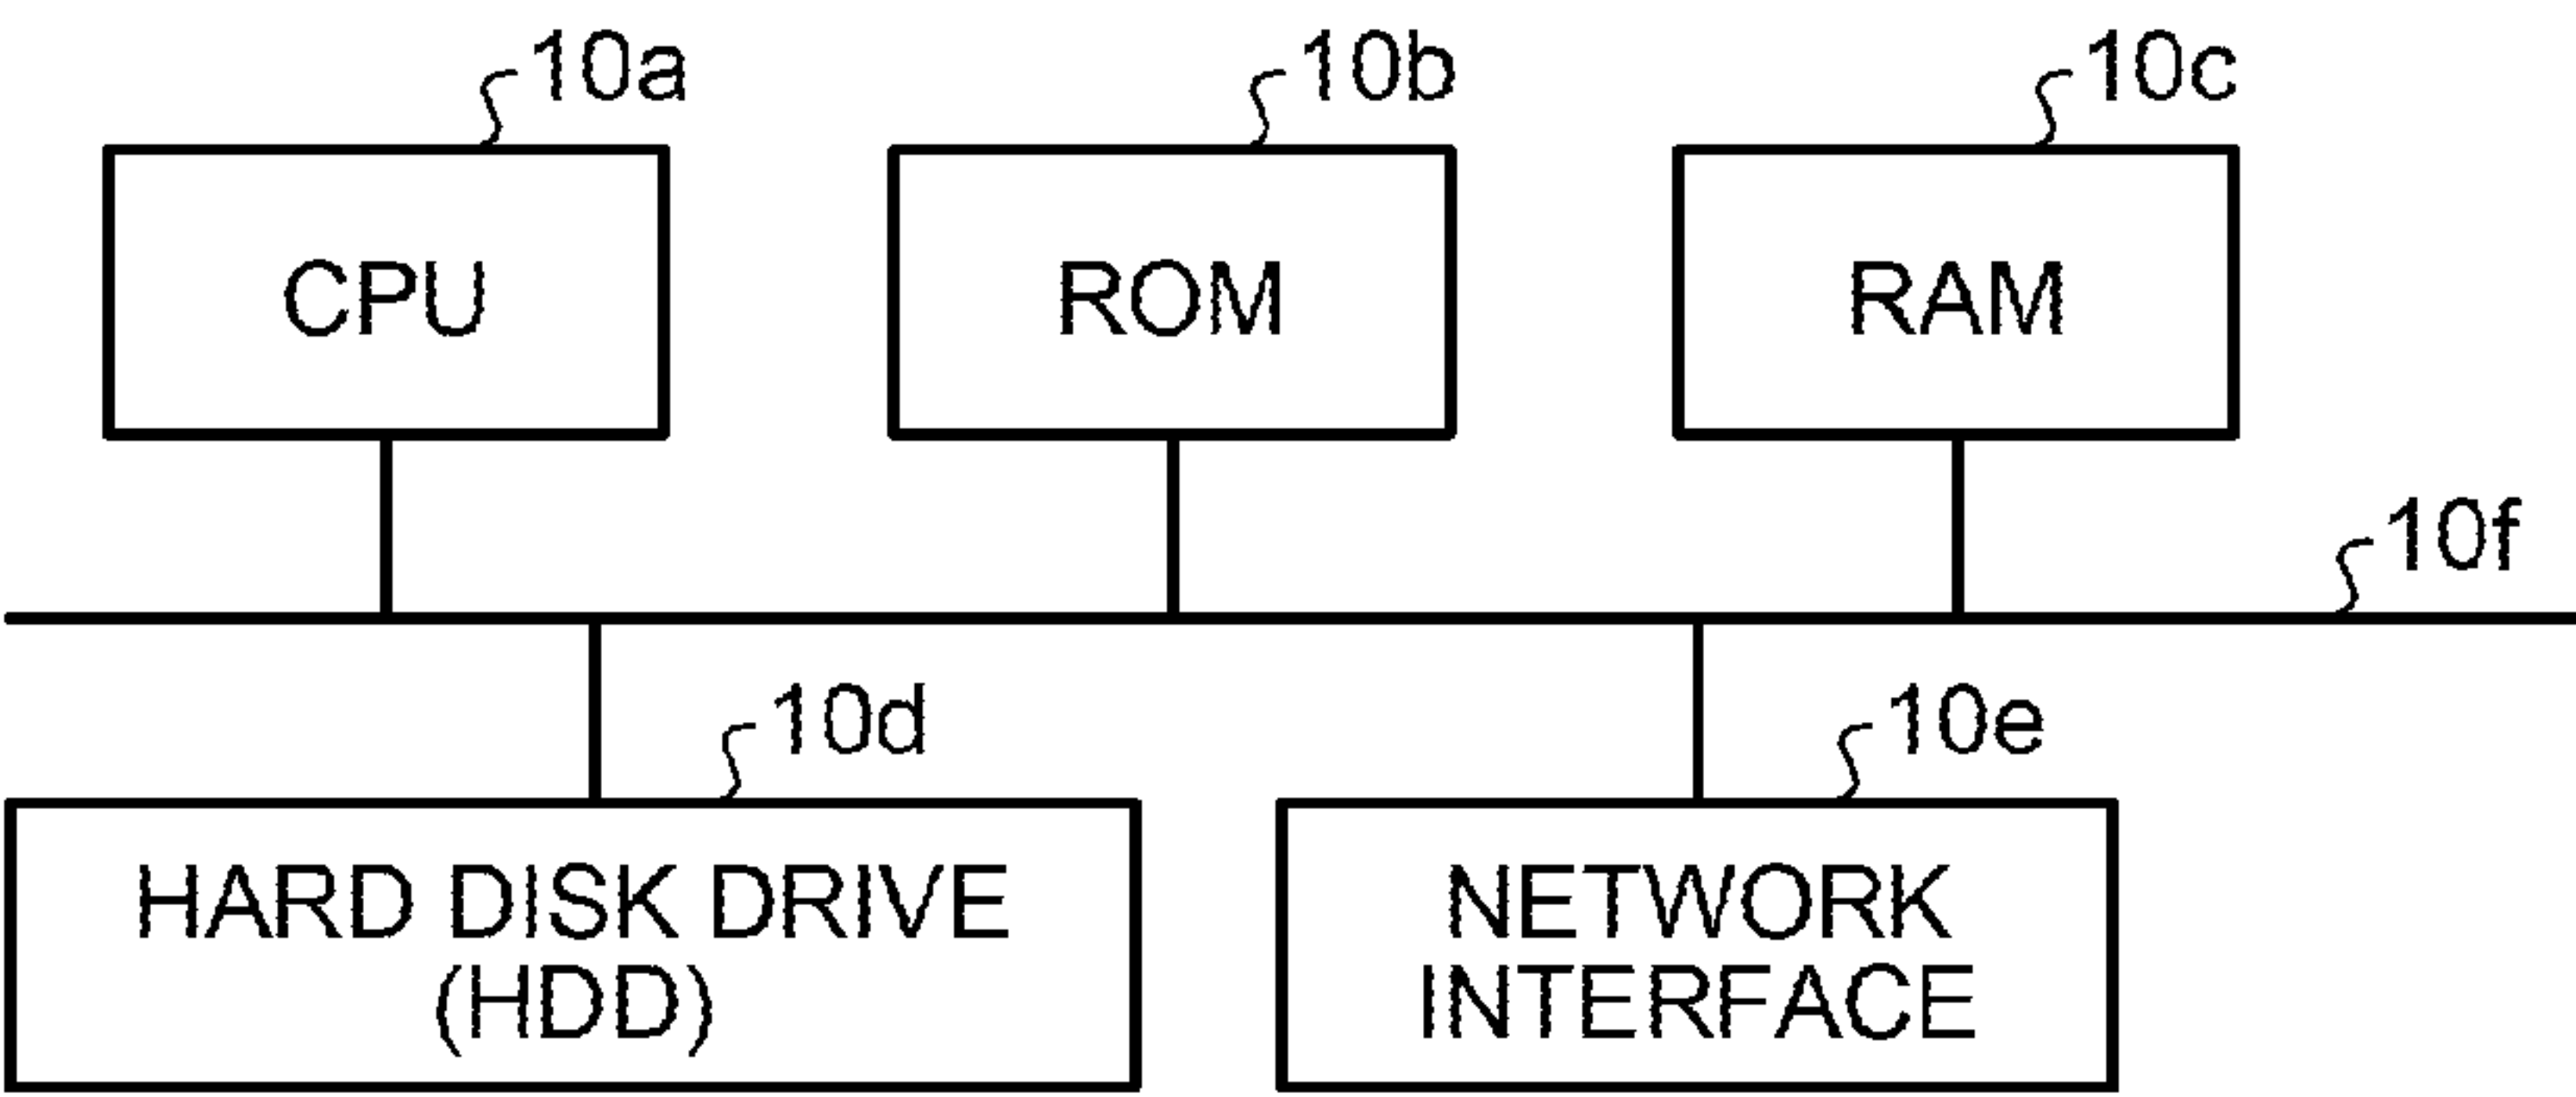 10a
10b
10c
CPU
ROM
RAM
10f
10d
10e
HARD DISK DRIVE
(HDD)
NETWORK
INTERFACE